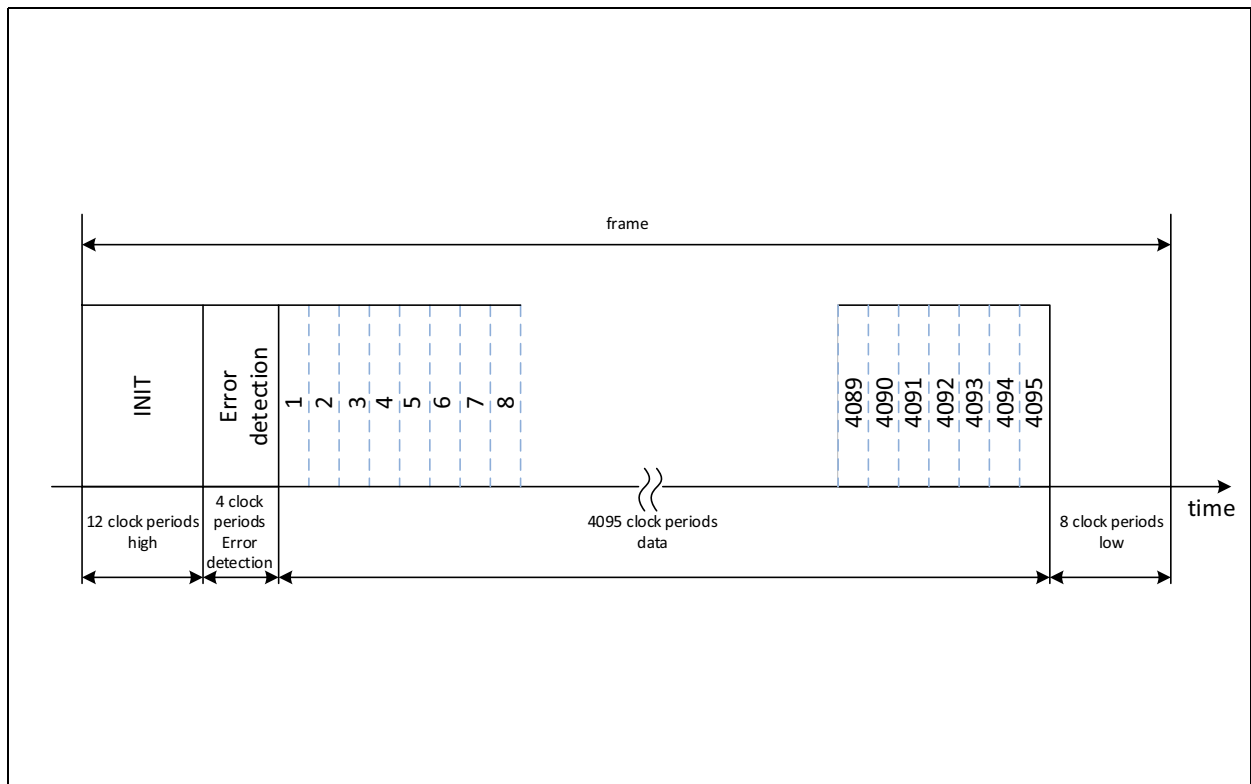 frame
INIT
Error
detection
1
2
3
4
5
6
7
8
4089
4090
4091
4092
4093
4094
4095
time
12 clock periods
high
4 clock
periods
Error
detection
4095 clock periods
data
8 clock periods
low